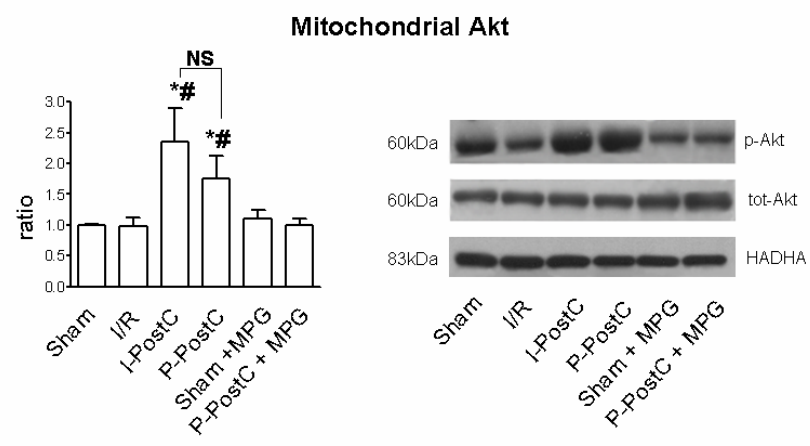 Mitochondrial Akt
NS
*#
*#
3.0
2.5
2.0
1.5
1.0
0.5
0.0
ratio
Sham
I/R
I-PostC
P-PostC
Sham +MPG
P-PostC + MPG
60kDa
p-Akt
60kDa
tot-Akt
83kDa
HADHA
Sham
I/R
I-PostC
P-PostC
Sham + MPG
P-PostC + MPG